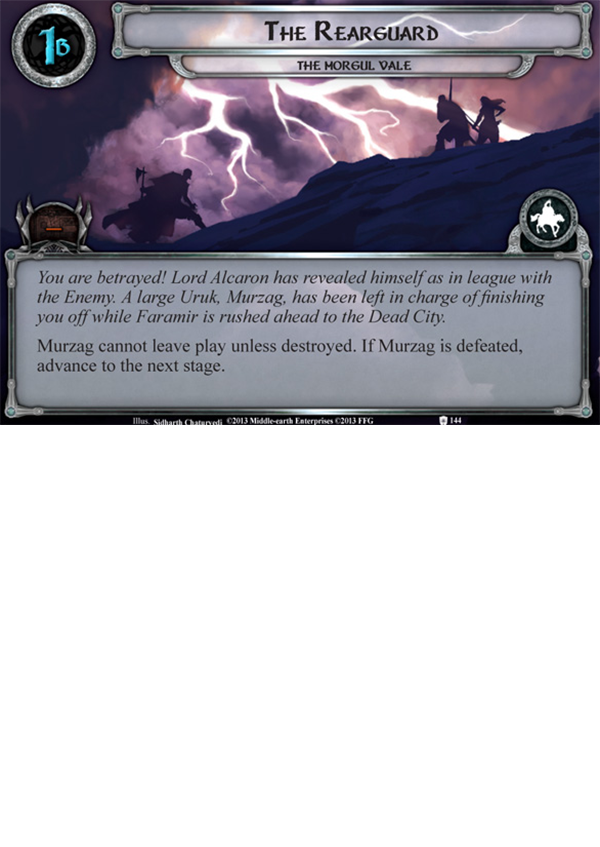 1B
The Rearguard
The Morgul Vale
–
You are betrayed! Lord Alcaron has revealed himself as in league with
the Enemy. A large Uruk, Murzag, has been left in charge of finishing
you off while Faramir is rushed ahead to the Dead City.
Murzag cannot leave play unless destroyed. If Murzag is defeated,
advance to the next stage.
Illus. Sidharth Chaturvedi ©2013 Middle-earth Enterprises ©2013 FFG 144